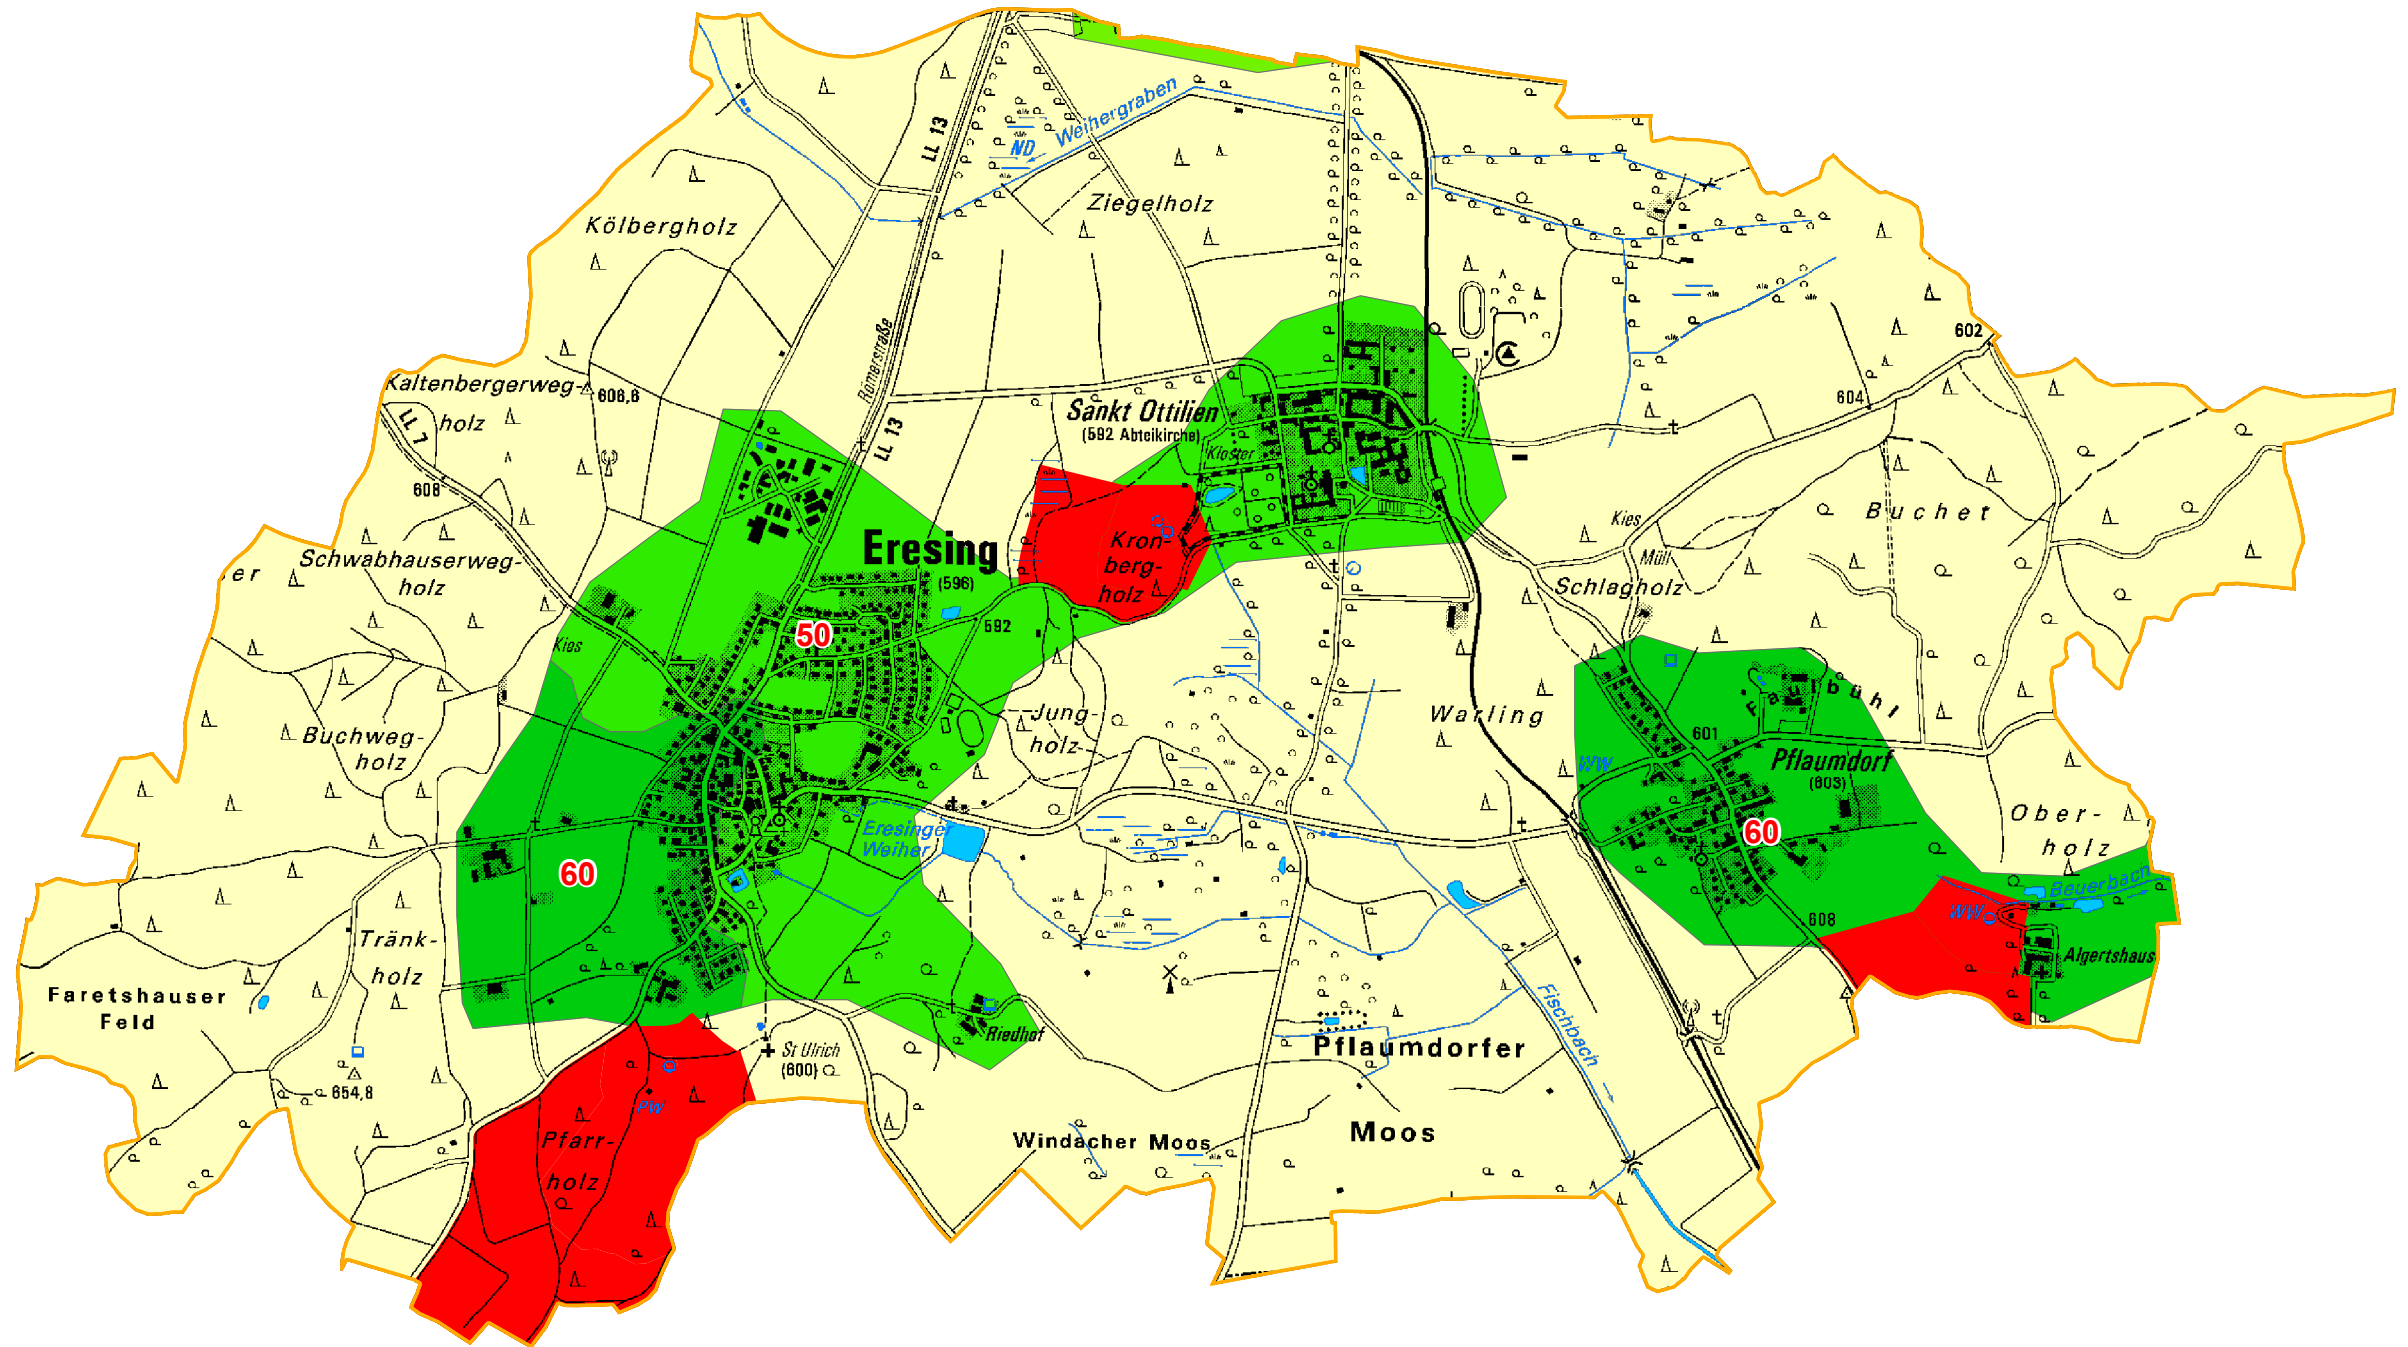 LL 13
Weihergraben
ND
Ziegelholz
Kölbergholz
Römerstraße
602
Kaltenbergerweg-
holz
606,6
LL 7
604
Sankt Ottilien
(592 Abteikirche)
LL 13
Kloster
608
Buchet
Kies
Eresing
(596)
Kron-
berg-
holz
Müll
Schlagholz
Schwabhauserweg-
holz
er
592
50
Kies
Jung-
holz
Warling
Faulbühl
601
Pflaumdorf
(603)
WW
Buchweg-
holz
Ober-
holz
Eresinger
Weiher
60
60
Beuerbach
WW
608
Algertshaus
Tränk-
holz
Faretshauser
Feld
Riedhof
St Ulrich
(600)
Fischbach
Pflaumdorfer
Moos
654,8
PW
Pfarr-
holz
Windacher Moos